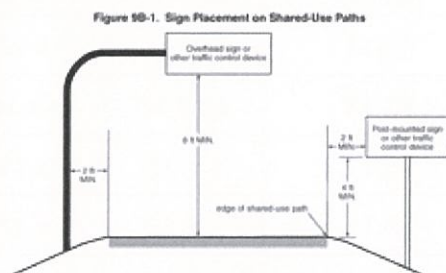 Figure 9B-1. Sign Placement on Shared-Use Paths
Overhead sign or
other traffic control device
8 ft MIN.
2 ft
MIN.
2 ft
MIN.
Post-mounted sign
or other traffic
control device
4 ft
MIN.
edge of shared-use path